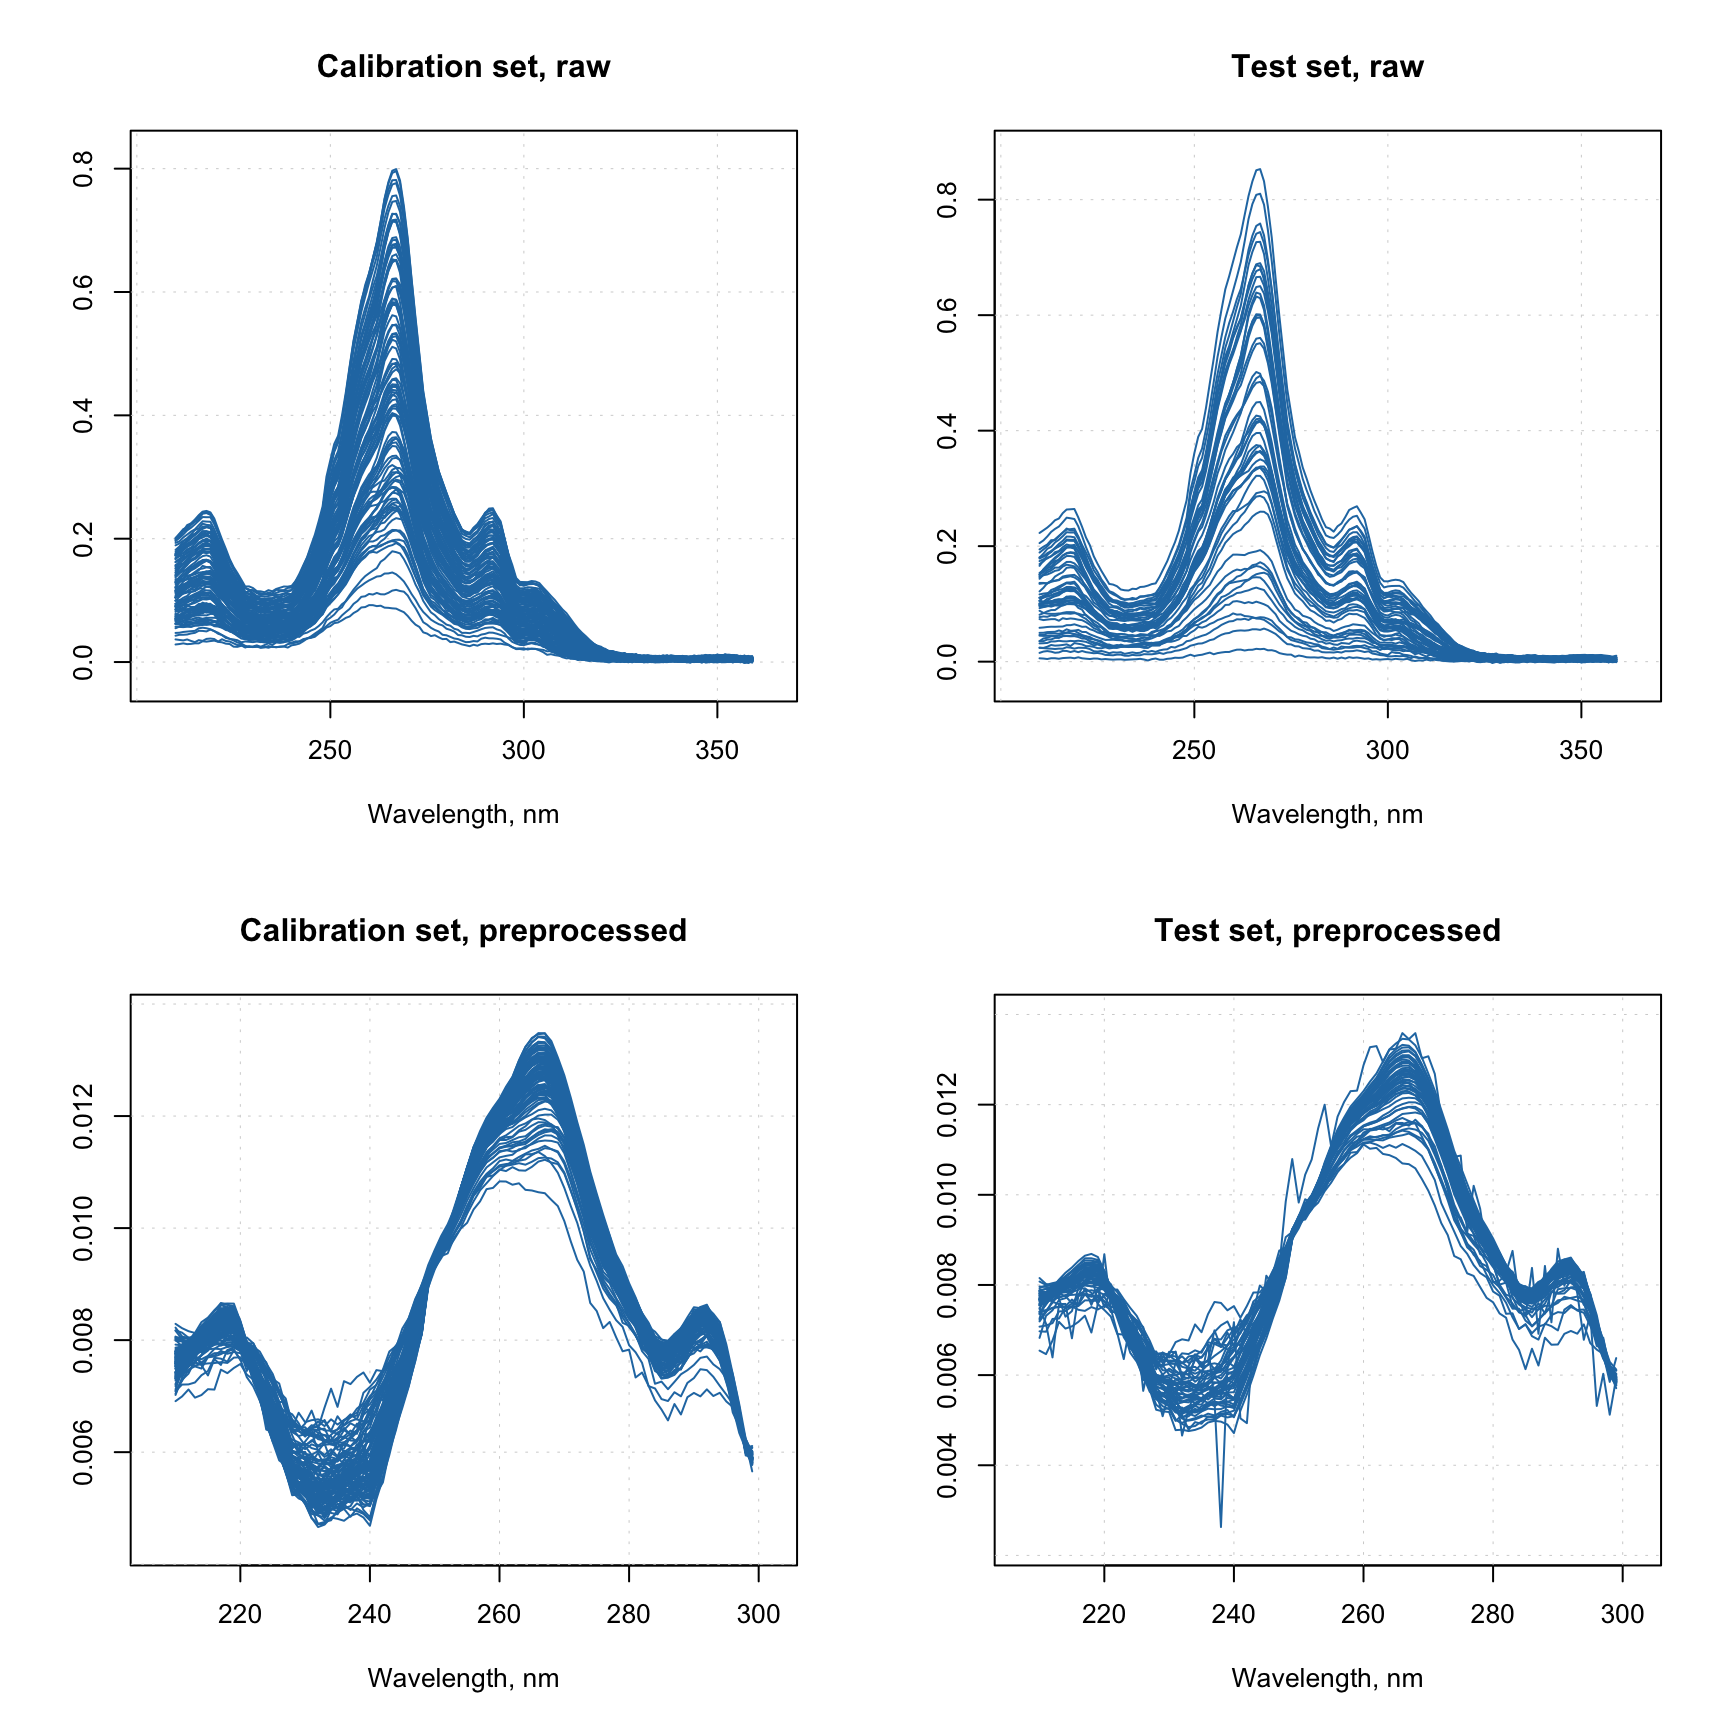 Calibration set, raw
0.8
0.6
0.4
0.2
0.0
250 300 350
Wavelength, nm
Test set, raw
0.8
0.6
0.4
0.2
0.0
250 300 350
Wavelength, nm
Calibration set, preprocessed
0.012
0.010
0.008
0.006
220 240 260 280 300
Wavelength, nm
Test set, preprocessed
0.012
0.010
0.008
0.006
0.004
220 240 260 280 300
Wavelength, nm